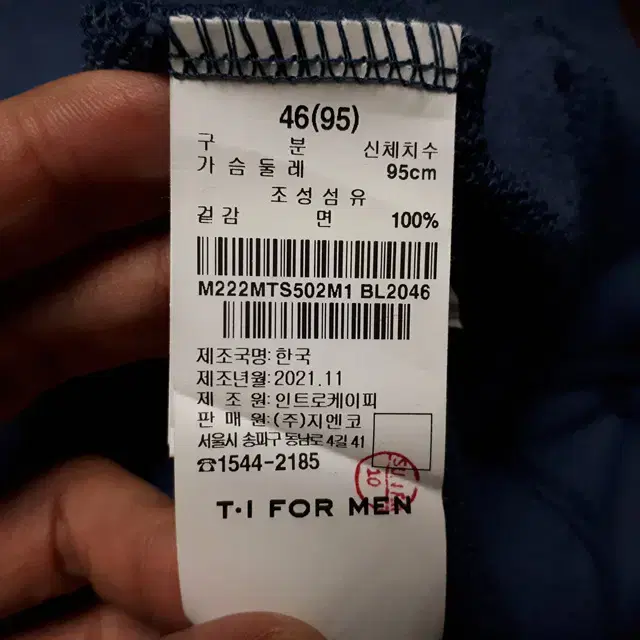 46(95)
구 분 신체치수
가슴둘레 95cm
조성섬유
겉감 면 100%
M222MTS502M1 BL2046
제조국명: 한국
제조년월: 2021.11
제 조 원: 인트로케이피
판 매 원: (주)지엔코
서울시 송파구 동남로 4길 41
☎1544-2185
T·I FOR MEN
10